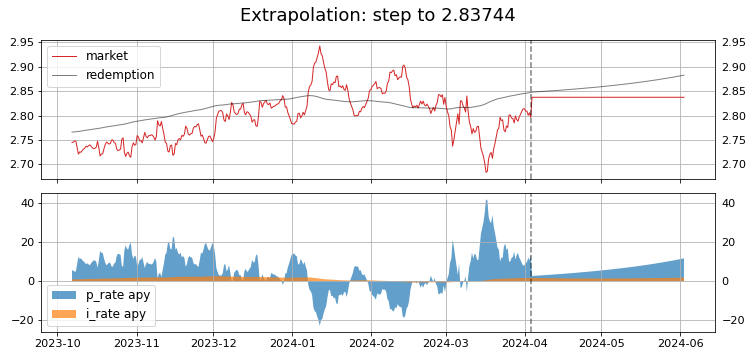 Extrapolation: step to 2.83744
2.95 2.95
market
redemption
2.90 2.90
2.85 2.85
2.80 2.80
2.75 2.75
2.70 2.70
40 40
20 20
0 0
p_rate apy
i_rate apy
−20 −20
2023-10 2023-11 2023-12 2024-01 2024-02 2024-03 2024-04 2024-05 2024-06